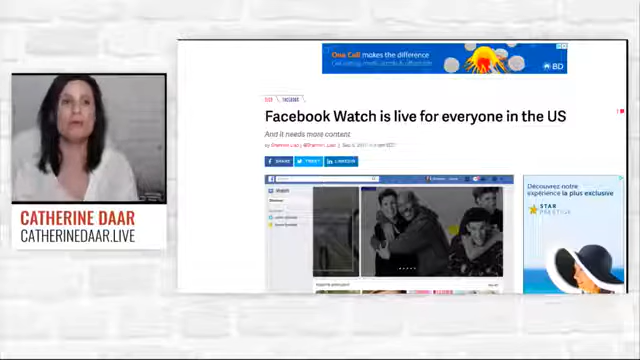 One Call makes the difference
BD
Facebook Watch is live for everyone in the US
And it needs more content
SHARE
TWEET
LINKEDIN
Découvrez notre
expérience la plus exclusive
STAR
PRESTIGE
CATHERINE DAAR
CATHERINEDAAR.LIVE